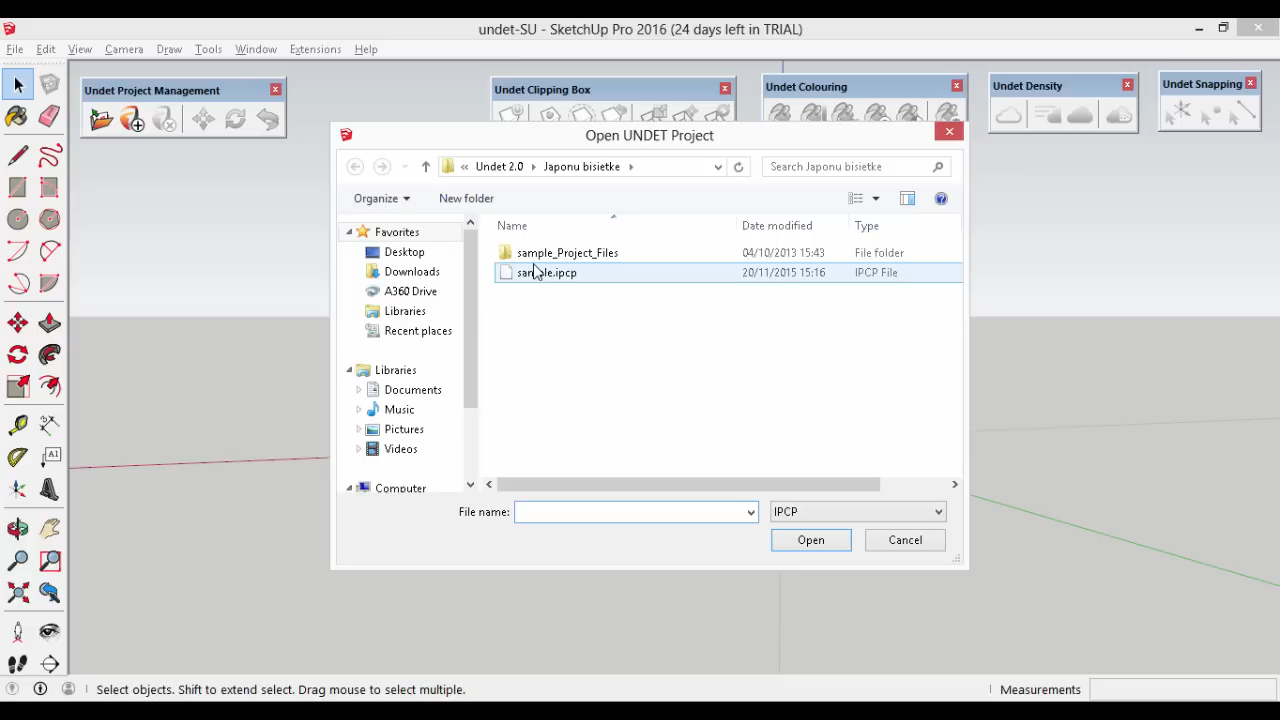 undet-SU - SketchUp Pro 2016 (24 days left in TRIAL)
File Edit View Camera Draw Tools Window Extensions Help
Undet Project Management
Undet Clipping Box
Undet Colouring
Undet Density
Undet Snapping
Open UNDET Project
« Undet 2.0 Japonu bisietke
Search Japonu bisietke
Organize
New folder
Name Date modified Type
Favorites
Desktop
Downloads
A360 Drive
Libraries
Recent places
Libraries
Documents
Music
Pictures
Videos
Computer
sample_Project_Files 04/10/2013 15:43 File folder
sample.ipcp 20/11/2015 15:16 IPCP File
File name:
IPCP
Open
Cancel
A1
Select objects. Shift to extend select. Drag mouse to select multiple.
Measurements